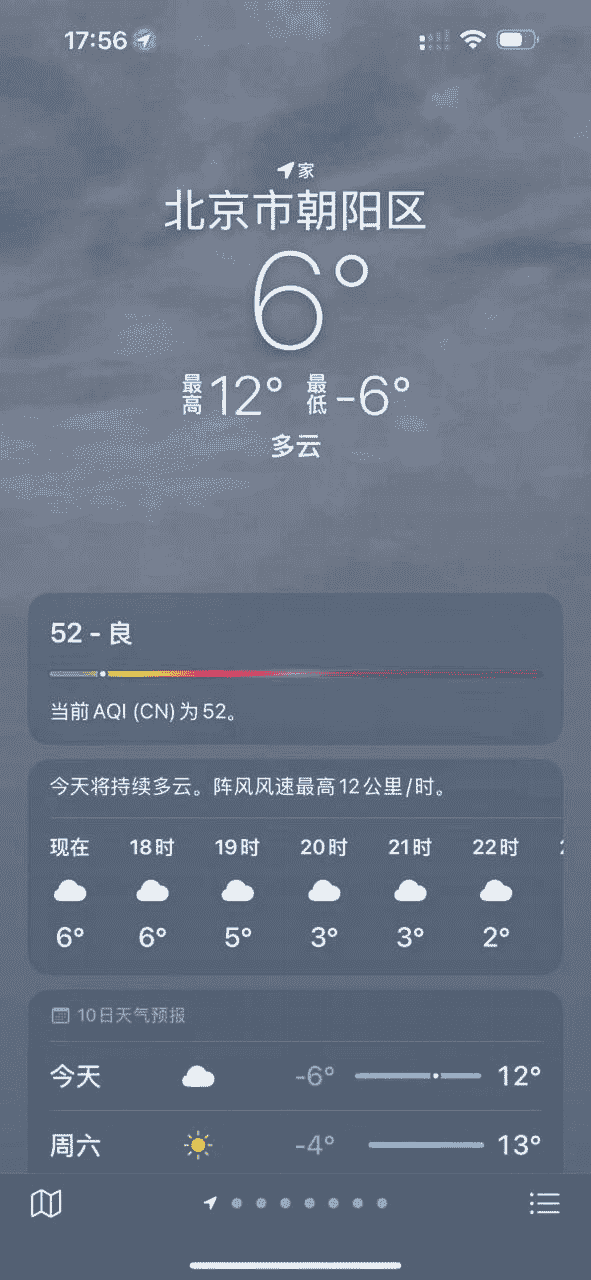 17:56
家
北京市朝阳区
6°
最高12° 最低-6°
多云
52 - 良
当前 AQI (CN) 为 52。
今天将持续多云。阵风风速最高 12 公里/时。
现在 18时 19时 20时 21时 22时
6° 6° 5° 3° 3° 2°
10日天气预报
今天 -6° 12°
周六 -4° 13°